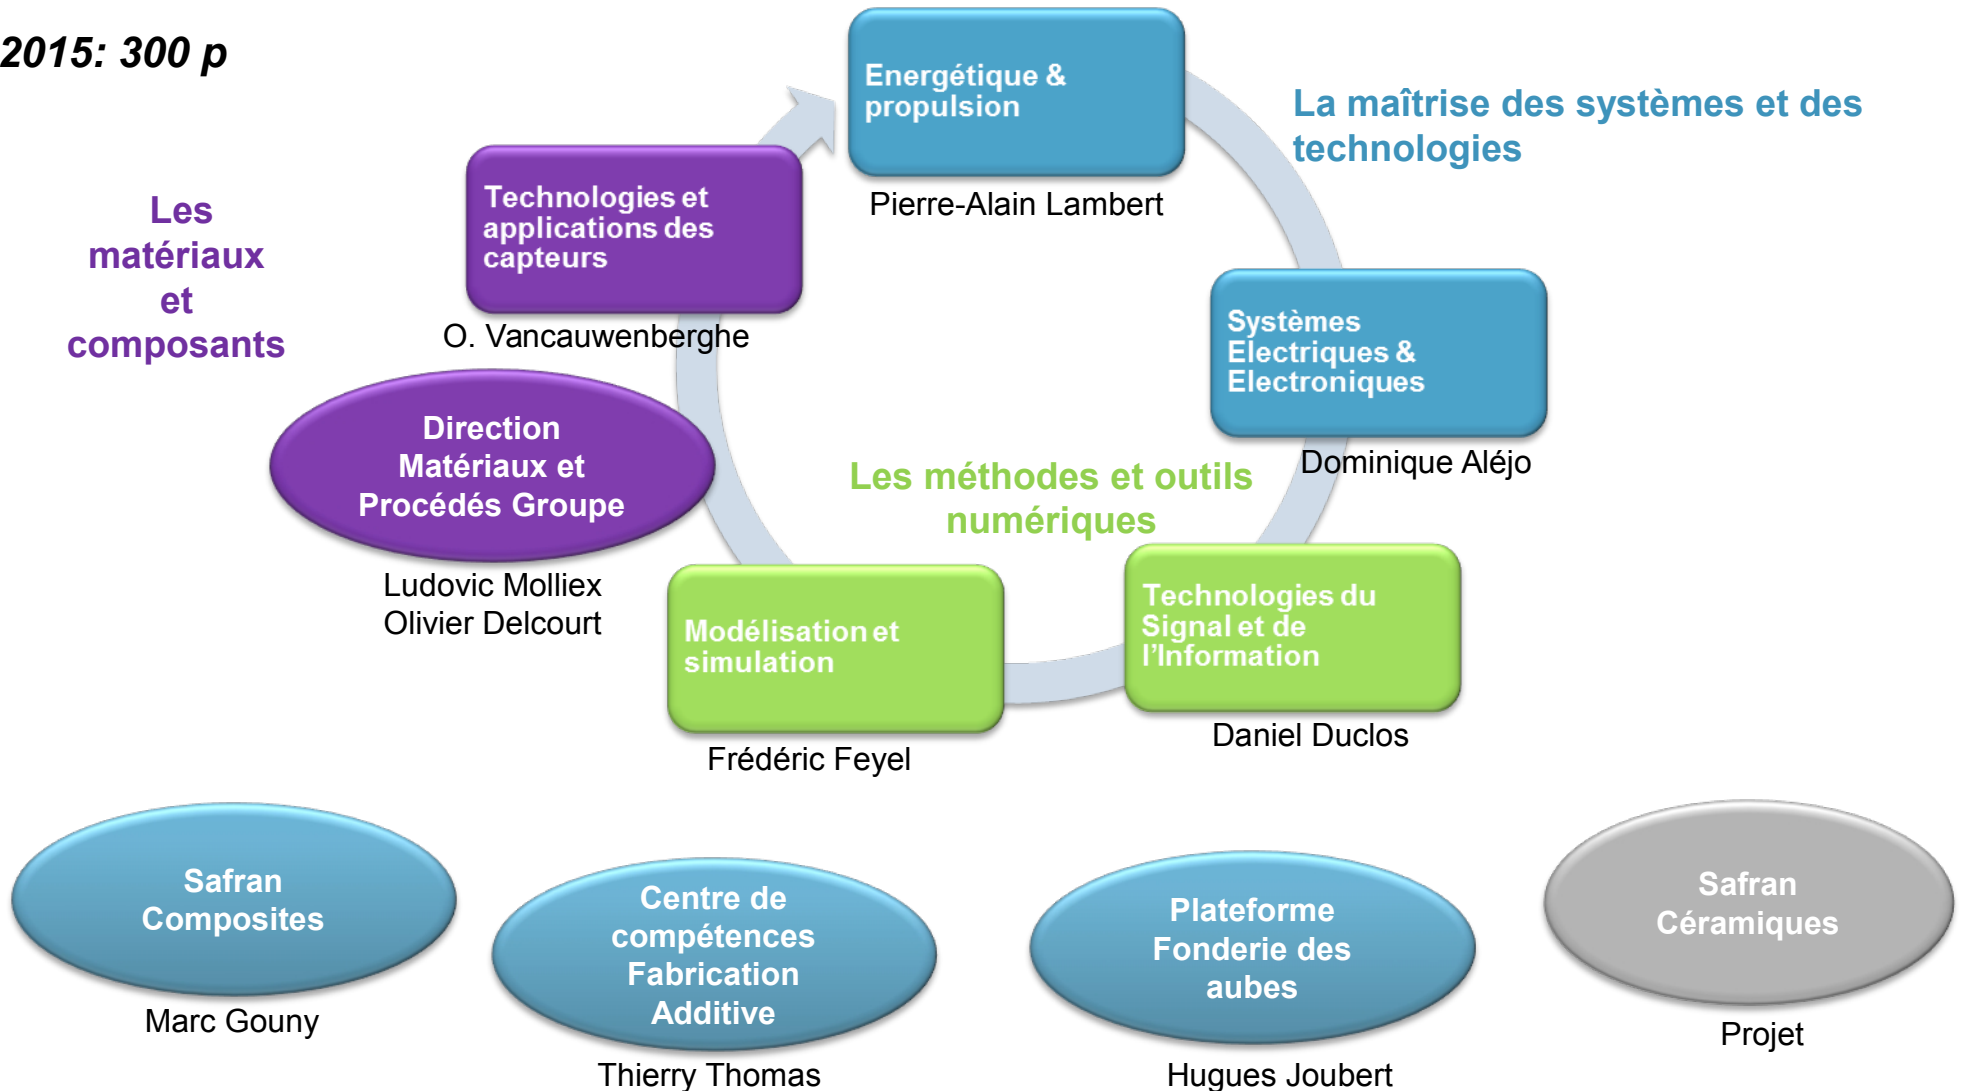 2015: 300 p
Energétique &
propulsion
Pierre-Alain Lambert
La maîtrise des systèmes et des
technologies
Technologies et
applications des
capteurs
O. Vancauwenberghe
Les
matériaux
et
composants
Systèmes
Electriques &
Electroniques
Dominique Aléjo
Direction
Matériaux et
Procédés Groupe
Ludovic Molliex
Olivier Delcourt
Les méthodes et outils
numériques
Modélisation et
simulation
Frédéric Feyel
Technologies du
Signal et de
l’Information
Daniel Duclos
Safran
Composites
Marc Gouny
Centre de
compétences
Fabrication
Additive
Thierry Thomas
Plateforme
Fonderie des
aubes
Hugues Joubert
Safran
Céramiques
Projet